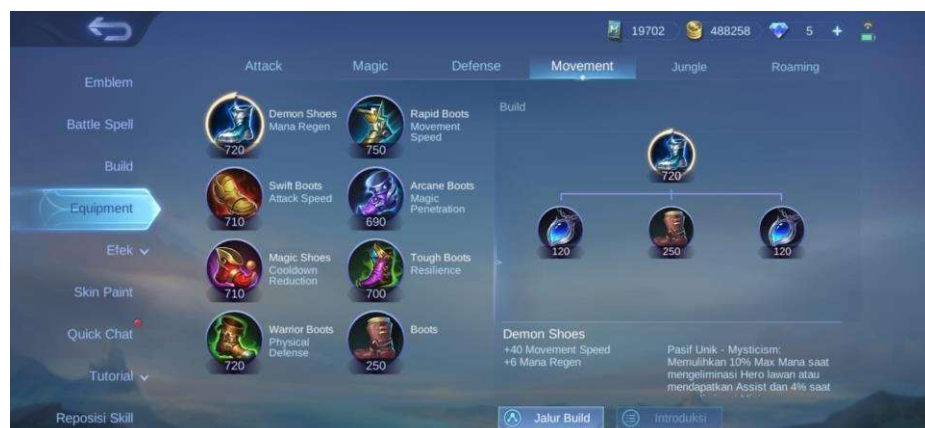 19702 488258 5 +
Attack Magic Defense Movement Jungle Roaming
Emblem
Battle Spell
Build
Equipment
Efek
Skin Paint
Quick Chat
Tutorial
Reposisi Skill
Demon Shoes
Mana Regen
720
Rapid Boots
Movement
Speed
750
Swift Boots
Attack Speed
710
Arcane Boots
Magic
Penetration
690
Magic Shoes
Cooldown
Reduction
710
Tough Boots
Resilience
700
Warrior Boots
Physical
Defense
720
Boots
250
Build
720
120 250 120
Demon Shoes
+40 Movement Speed
+6 Mana Regen
Pasif Unik - Mysticism:
Memulihkan 10% Max Mana saat
mengeliminasi Hero lawan atau
mendapatkan Assist dan 4% saat
Jalur Build
Introduksi